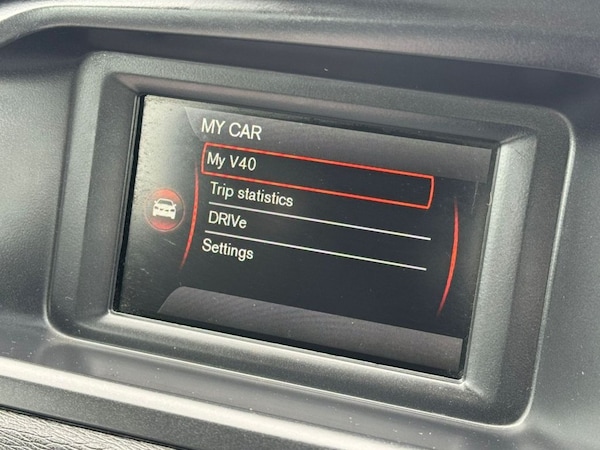 MY CAR
My V40
Trip statistics
DRIVe
Settings